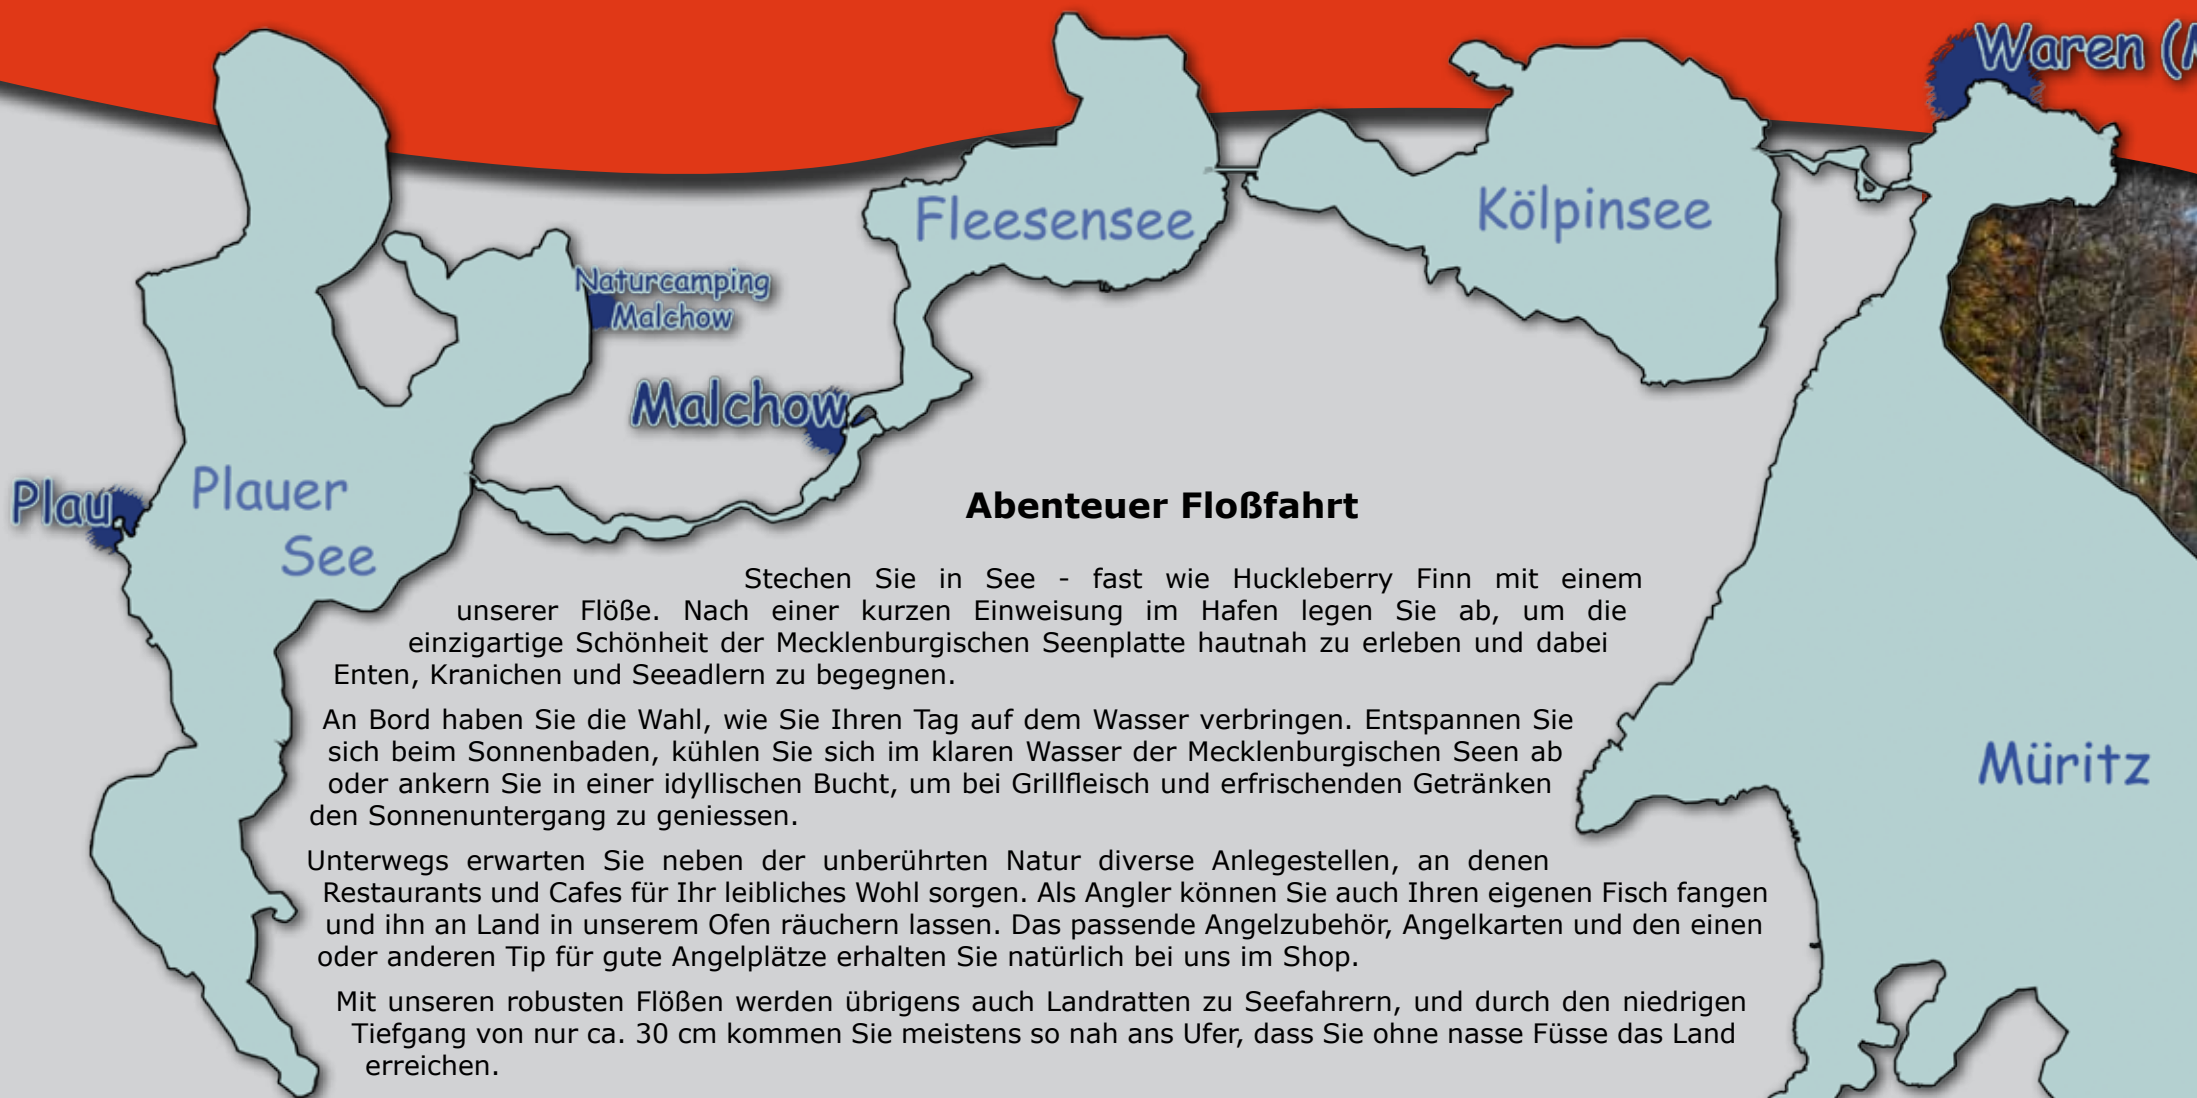 Waren (
Fleesensee
Kölpinsee
Naturcamping
Malchow
Malchow
Plau
Plauer
See
Müritz
Abenteuer Floßfahrt
Stechen Sie in See - fast wie Huckleberry Finn mit einem
unserer Flöße. Nach einer kurzen Einweisung im Hafen legen Sie ab, um die
einzigartige Schönheit der Mecklenburgischen Seenplatte hautnah zu erleben und dabei
Enten, Kranichen und Seeadlern zu begegnen.
An Bord haben Sie die Wahl, wie Sie Ihren Tag auf dem Wasser verbringen. Entspannen Sie
sich beim Sonnenbaden, kühlen Sie sich im klaren Wasser der Mecklenburgischen Seen ab
oder ankern Sie in einer idyllischen Bucht, um bei Grillfleisch und erfrischenden Getränken
den Sonnenuntergang zu geniessen.
Unterwegs erwarten Sie neben der unberührten Natur diverse Anlegestellen, an denen
Restaurants und Cafes für Ihr leibliches Wohl sorgen. Als Angler können Sie auch Ihren eigenen Fisch fangen
und ihn an Land in unserem Ofen räuchern lassen. Das passende Angelzubehör, Angelkarten und den einen
oder anderen Tip für gute Angelplätze erhalten Sie natürlich bei uns im Shop.
Mit unseren robusten Flößen werden übrigens auch Landratten zu Seefahrern, und durch den niedrigen
Tiefgang von nur ca. 30 cm kommen Sie meistens so nah ans Ufer, dass Sie ohne nasse Füsse das Land
erreichen.